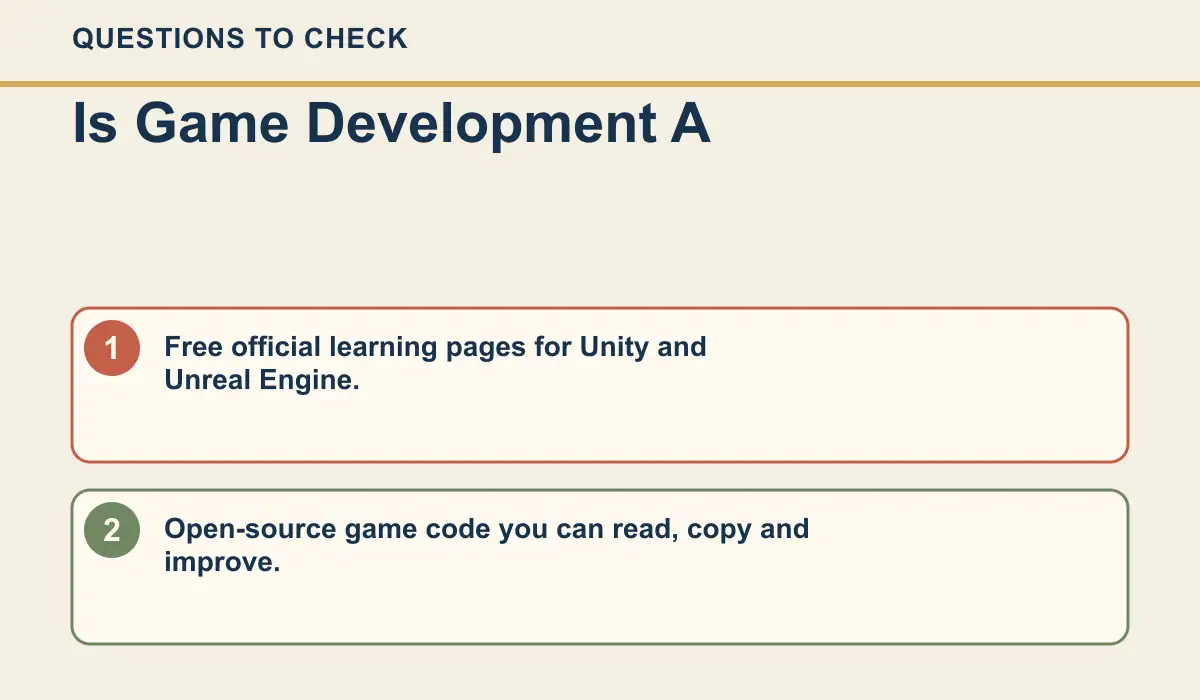 QUESTIONS TO CHECK
Is Game Development A
1
Free official learning pages for Unity and
Unreal Engine.
2
Open-source game code you can read, copy and
improve.